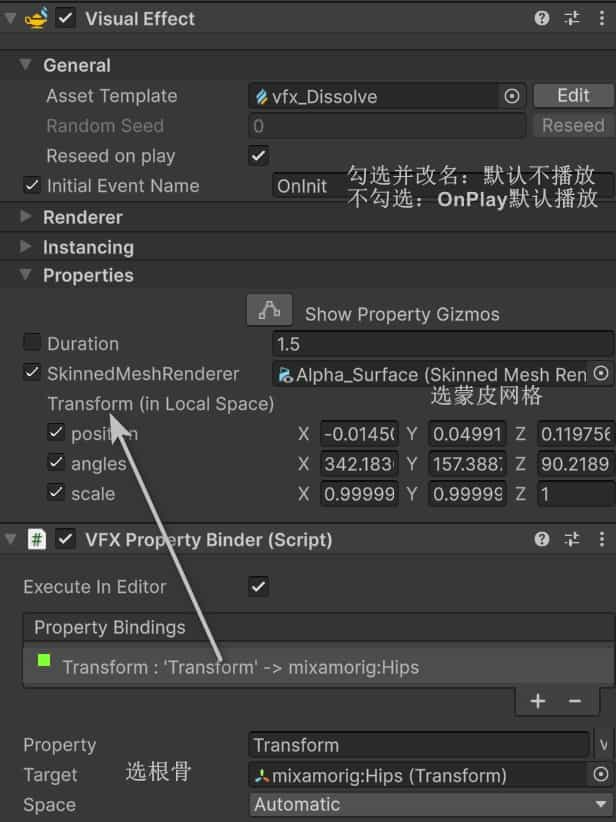 Visual Effect
General
Asset Template vfx_Dissolve Edit
Random Seed 0 Reseed
Reseed on play
Initial Event Name OnInit 勾选并改名：默认不播放
不勾选：OnPlay默认播放
Renderer
Instancing
Properties
Show Property Gizmos
Duration 1.5
SkinnedMeshRenderer Alpha_Surface (Skinned Mesh Ren
选蒙皮网格
Transform (in Local Space)
position X -0.0145 Y 0.04991 Z 0.11975
angles X 342.183 Y 157.388 Z 90.2189
scale X 0.99999 Y 0.99999 Z 1
# VFX Property Binder (Script)
Execute In Editor
Property Bindings
Transform : 'Transform' -> mixamorig:Hips
+ −
Property Transform
Target 选根骨 mixamorig:Hips (Transform)
Space Automatic